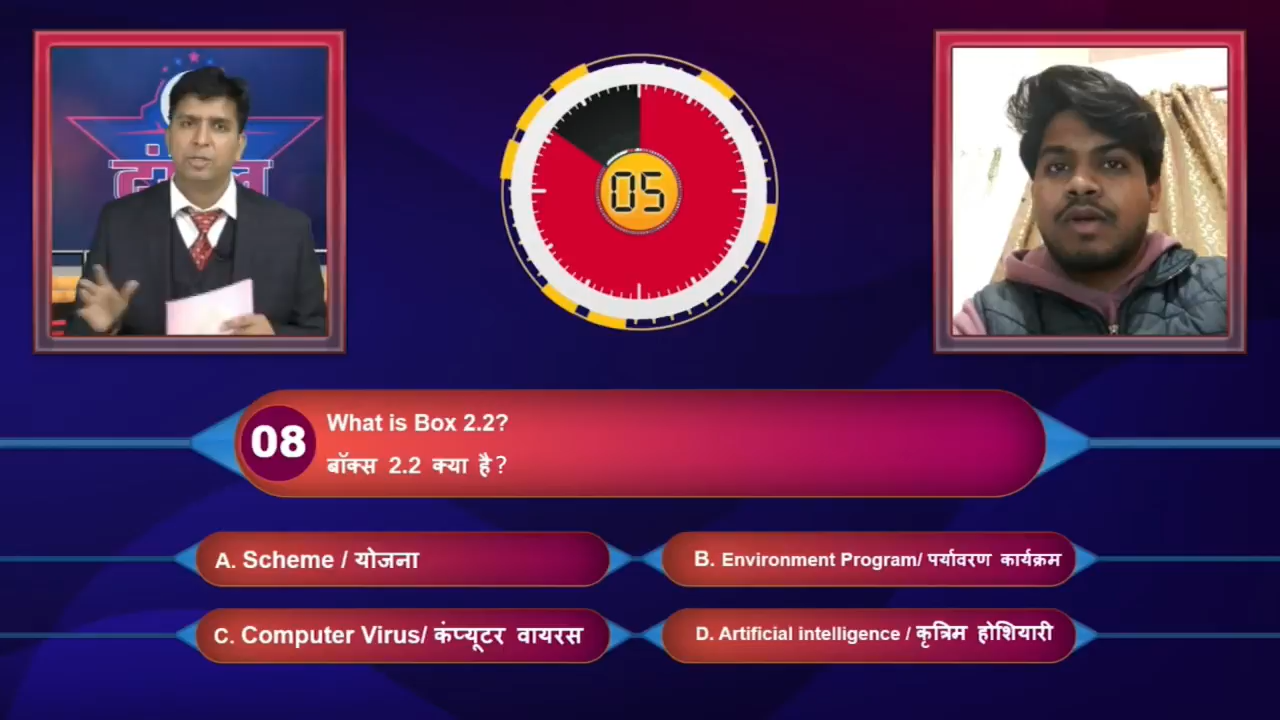 05
08
What is Box 2.2?
बॉक्स 2.2 क्या है?
A. Scheme / योजना
B. Environment Program/ पर्यावरण कार्यक्रम
C. Computer Virus/ कंप्यूटर वायरस
D. Artificial intelligence / कृत्रिम होशियारी